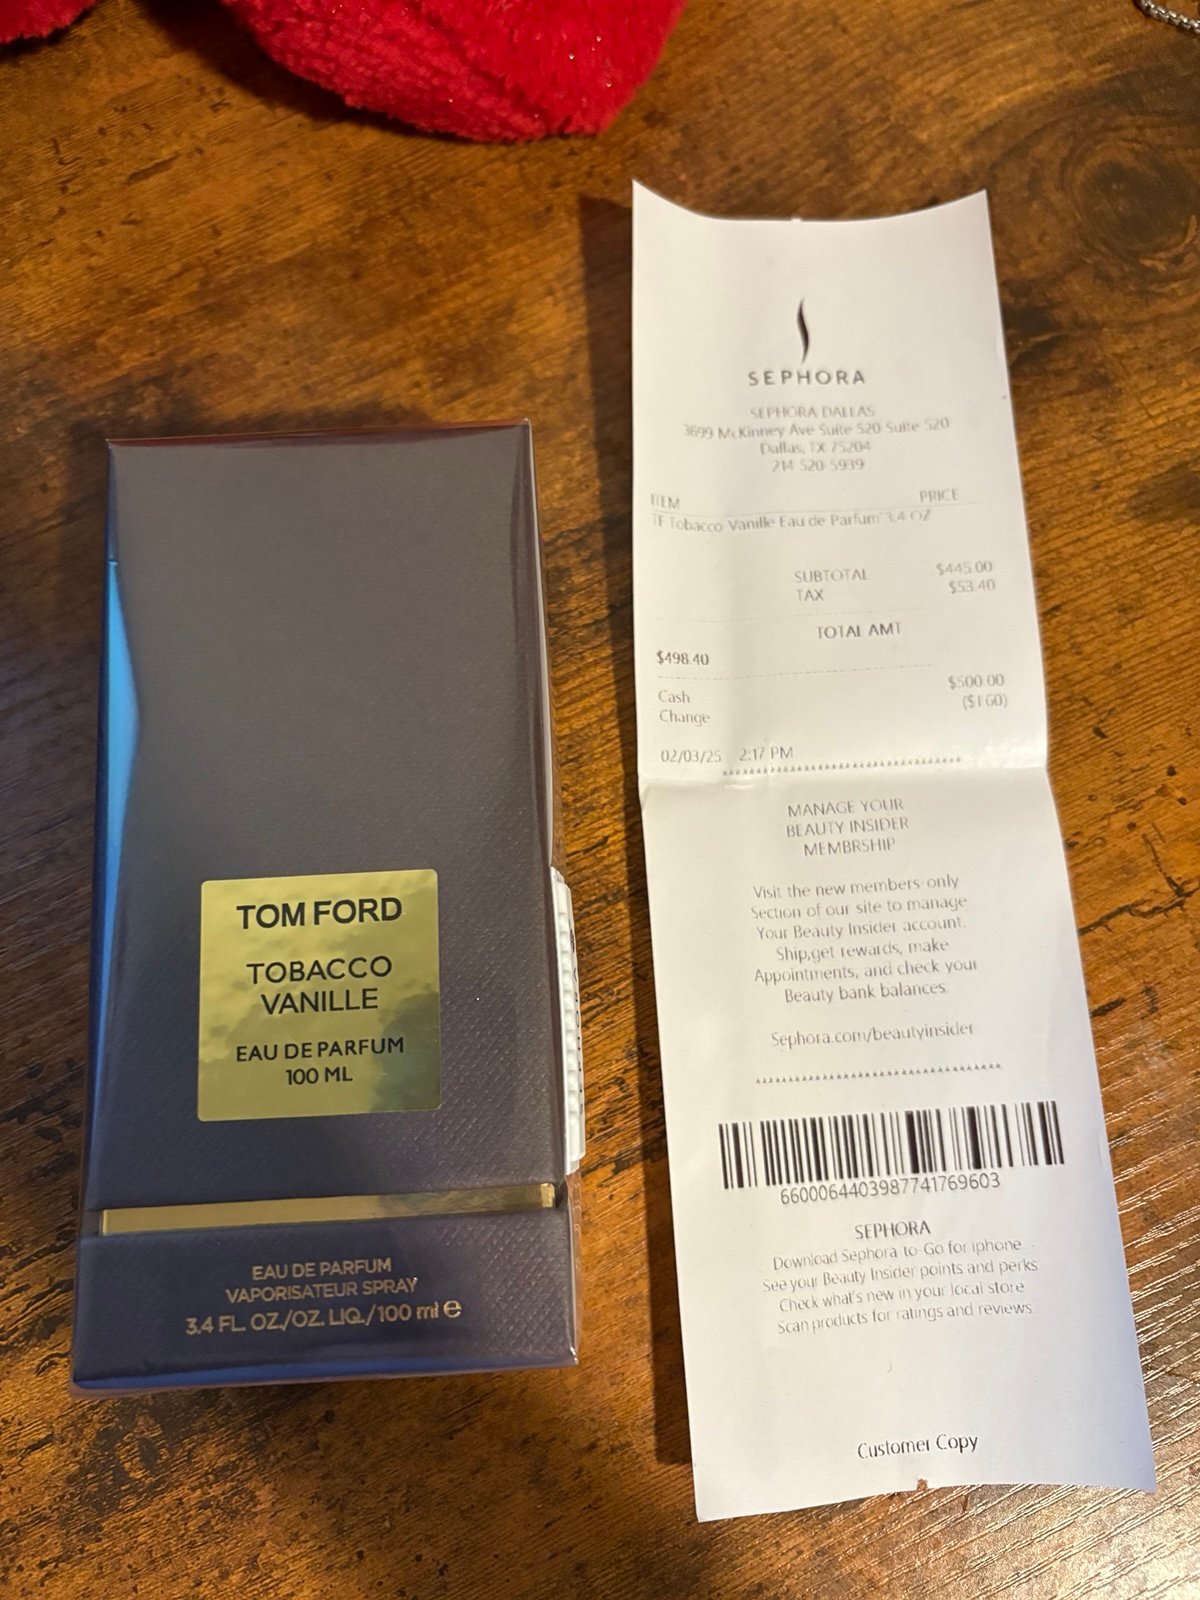 TOM FORD
TOBACCO
VANILLE
EAU DE PARFUM
100 ML
EAU DE PARFUM
VAPORISATEUR SPRAY
3.4 FL. OZ./OZ. LIQ./100 ml e
SEPHORA
SEPHORA DALLAS
3699 McKinney Ave Suite 520 Suite 520
Dallas, TX 75204
214 520-5939
ITEM PRICE
TF Tobacco Vanille Eau de Parfum 3.4 OZ
SUBTOTAL $445.00
TAX $53.40
TOTAL AMT
$498.40
Cash $500.00
Change ($1.60)
02/03/25 2:17 PM
MANAGE YOUR
BEAUTY INSIDER
MEMBRSHIP
Visit the new members-only
Section of our site to manage
Your Beauty Insider account.
Ship,get rewards, make
Appointments, and check your
Beauty bank balances.
Sephora.com/beautyinsider
6600064403987741769603
SEPHORA
Download Sephora-to-Go for iphone.
See your Beauty Insider points and perks
Check what's new in your local store
Scan products for ratings and reviews.
Customer Copy